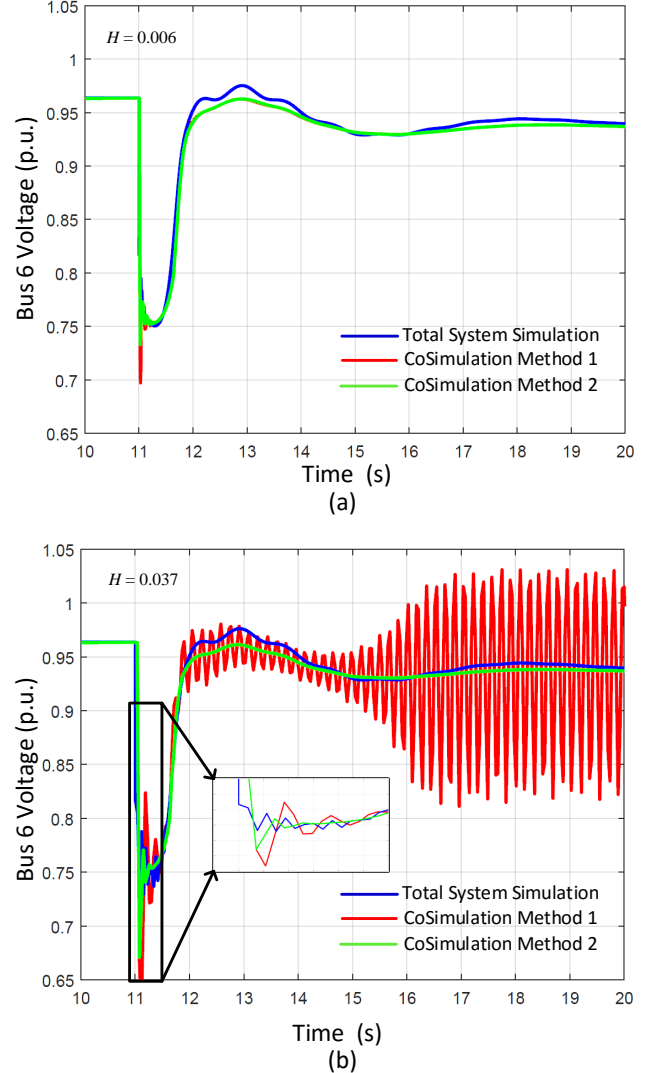 1.05
H = 0.006
1
0.95
0.9
0.85
0.8
0.75
0.7
0.65
Bus 6 Voltage (p.u.)
Total System Simulation
CoSimulation Method 1
CoSimulation Method 2
10 11 12 13 14 15 16 17 18 19 20
Time (s)
(a)
1.05
H = 0.037
1
0.95
0.9
0.85
0.8
0.75
0.7
0.65
Bus 6 Voltage (p.u.)
Total System Simulation
CoSimulation Method 1
CoSimulation Method 2
10 11 12 13 14 15 16 17 18 19 20
Time (s)
(b)